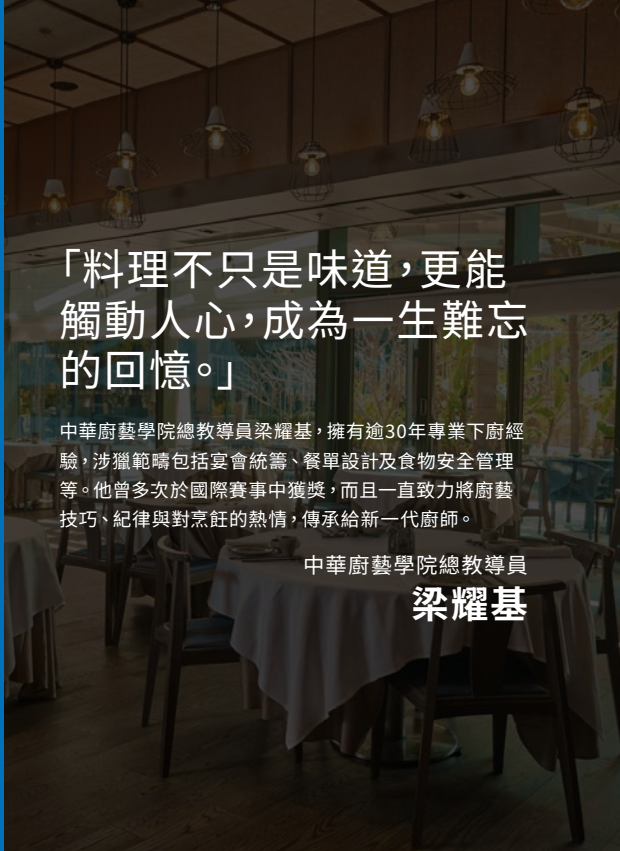 「料理不只是味道，更能
觸動人心，成為一生難忘
的回憶。」
中華廚藝學院總教導員梁耀基，擁有逾30年專業下廚經
驗，涉獵範疇包括宴會統籌、餐單設計及食物安全管理
等。他曾多次於國際賽事中獲獎，而且一直致力將廚藝
技巧、紀律與對烹飪的熱情，傳承給新一代廚師。
中華廚藝學院總教導員
梁耀基